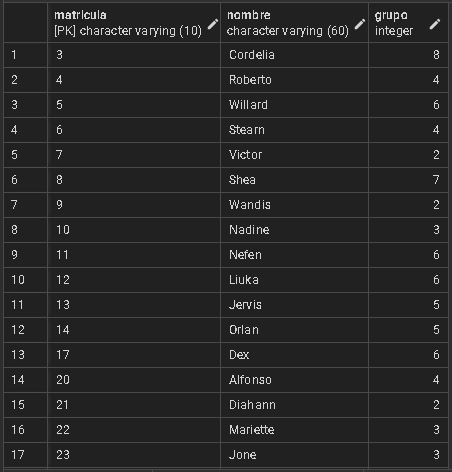 matricula nombre grupo
[PK] character varying (10) character varying (60) integer
1 3 Cordelia 8
2 4 Roberto 4
3 5 Willard 6
4 6 Stearn 4
5 7 Victor 2
6 8 Shea 7
7 9 Wandis 2
8 10 Nadine 3
9 11 Nefen 6
10 12 Liuka 6
11 13 Jervis 5
12 14 Orlan 5
13 17 Dex 6
14 20 Alfonso 4
15 21 Diahann 2
16 22 Mariette 3
17 23 Jone 3